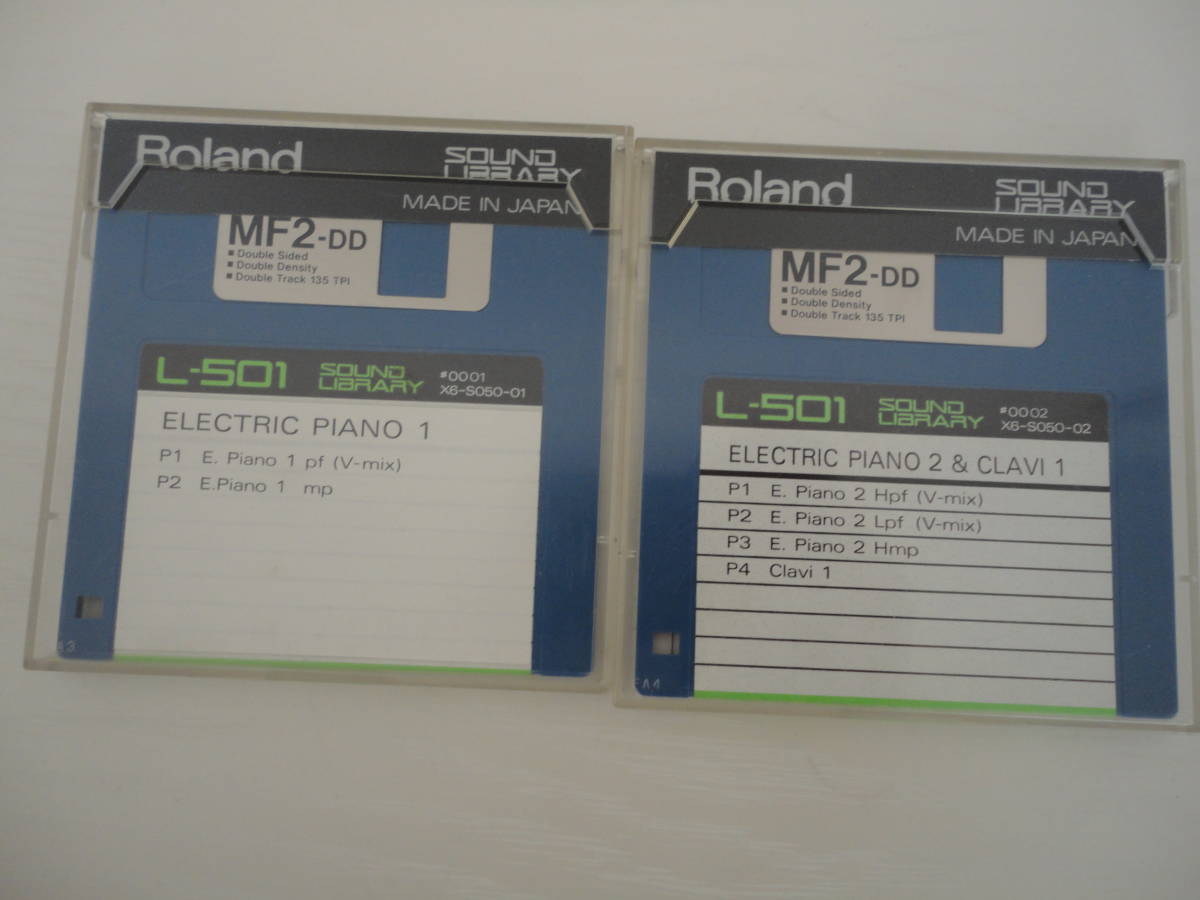 Roland
SOUND
LIBRARY
MADE IN JAPAN
MF2-DD
■ Double Sided
■ Double Density
■ Double Track 135 TPI
L-501
SOUND
LIBRARY
#0001
X6-S050-01
ELECTRIC PIANO 1
P1 E. Piano 1 pf (V-mix)
P2 E.Piano 1 mp
Roland
SOUND
LIBRARY
MADE IN JAPAN
MF2-DD
■ Double Sided
■ Double Density
■ Double Track 135 TPI
L-501
SOUND
LIBRARY
#0002
X6-S050-02
ELECTRIC PIANO 2 & CLAVI 1
P1 E. Piano 2 Hpf (V-mix)
P2 E. Piano 2 Lpf (V-mix)
P3 E. Piano 2 Hmp
P4 Clavi 1